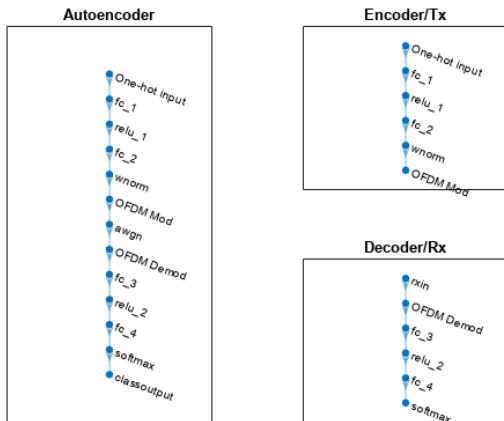 Autoencoder
One-hot input
fc_1
relu_1
fc_2
wnorm
OFDM Mod
awgn
OFDM Demod
fc_3
relu_2
fc_4
softmax
classoutput
Encoder/Tx
One-hot input
fc_1
relu_1
fc_2
wnorm
OFDM Mod
Decoder/Rx
rxin
OFDM Demod
fc_3
relu_2
fc_4
softmax